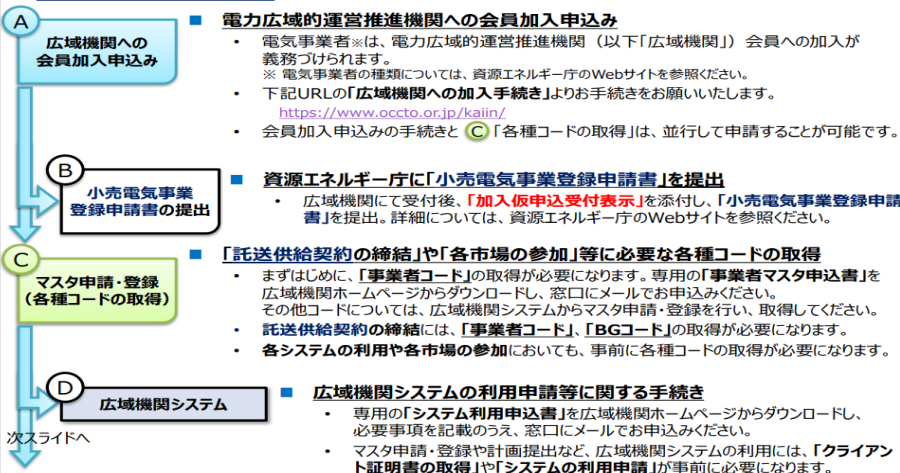 A
広域機関への
会員加入申込み
■ 電力広域的運営推進機関への会員加入申込み
• 電気事業者※は、電力広域的運営推進機関（以下「広域機関」）会員への加入が
義務づけられます。
※ 電気事業者の種類については、資源エネルギー庁のWebサイトを参照ください。
• 下記URLの「広域機関への加入手続き」よりお手続きをお願いいたします。
https://www.occto.or.jp/kaiin/
• 会員加入申込みの手続きと C 「各種コードの取得」は、並行して申請することが可能です。
B
小売電気事業
登録申請書の提出
■ 資源エネルギー庁に「小売電気事業登録申請書」を提出
• 広域機関にて受付後、「加入仮申込受付表示」を添付し、「小売電気事業登録申請
書」を提出。詳細については、資源エネルギー庁のWebサイトを参照ください。
C
マスタ申請・登録
（各種コードの取得）
■ 「託送供給契約の締結」や「各市場の参加」等に必要な各種コードの取得
• まずはじめに、「事業者コード」の取得が必要になります。専用の「事業者マスタ申込書」を
広域機関ホームページからダウンロードし、窓口にメールでお申込みください。
その他コードについては、広域機関システムからマスタ申請・登録を行い、取得してください。
• 託送供給契約の締結には、「事業者コード」、「BGコード」の取得が必要になります。
• 各システムの利用や各市場の参加においても、事前に各種コードの取得が必要になります。
D
広域機関システム
■ 広域機関システムの利用申請等に関する手続き
• 専用の「システム利用申込書」を広域機関ホームページからダウンロードし、
必要事項を記載のうえ、窓口にメールでお申込みください。
• マスタ申請・登録や計画提出など、広域機関システムの利用には、「クライアン
ト証明書の取得」や「システムの利用申請」が事前に必要になります。
次スライドへ